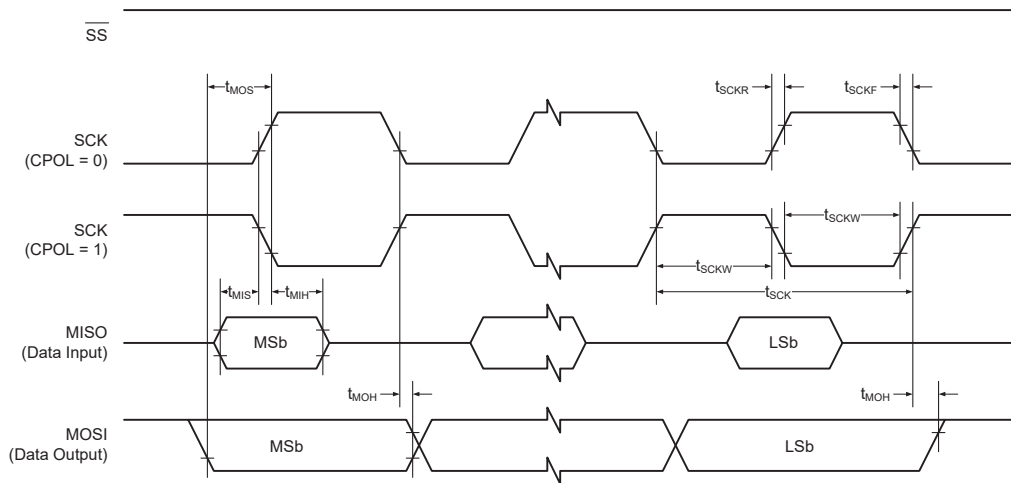 SS
tMOS
tSCKR
tSCKF
SCK
(CPOL = 0)
SCK
(CPOL = 1)
tSCKW
tSCKW
tSCK
tMIS
tMIH
MISO
(Data Input)
MSb
LSb
tMOH
tMOH
MOSI
(Data Output)
MSb
LSb